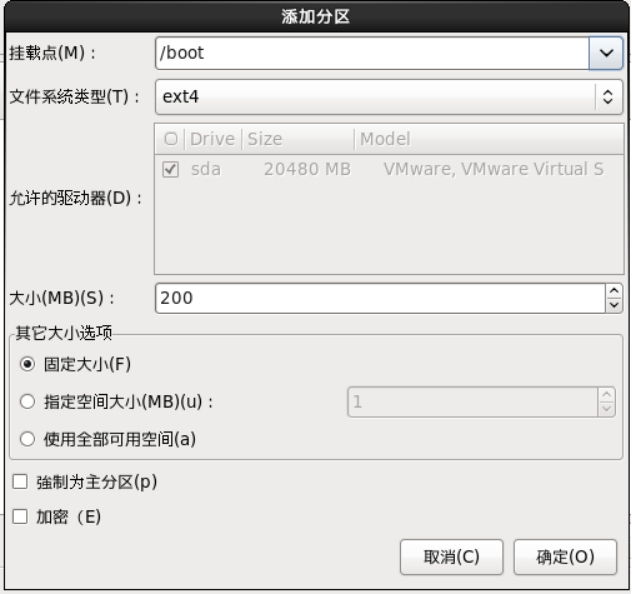 添加分区
挂载点(M)：
/boot
文件系统类型(T)：
ext4
允许的驱动器(D)：
Drive Size Model
sda 20480 MB VMware, VMware Virtual S
大小(MB)(S)：
200
其它大小选项
固定大小(F)
指定空间大小(MB)(u)：
1
使用全部可用空间(a)
強制为主分区(p)
加密（E)
取消(C) 确定(O)